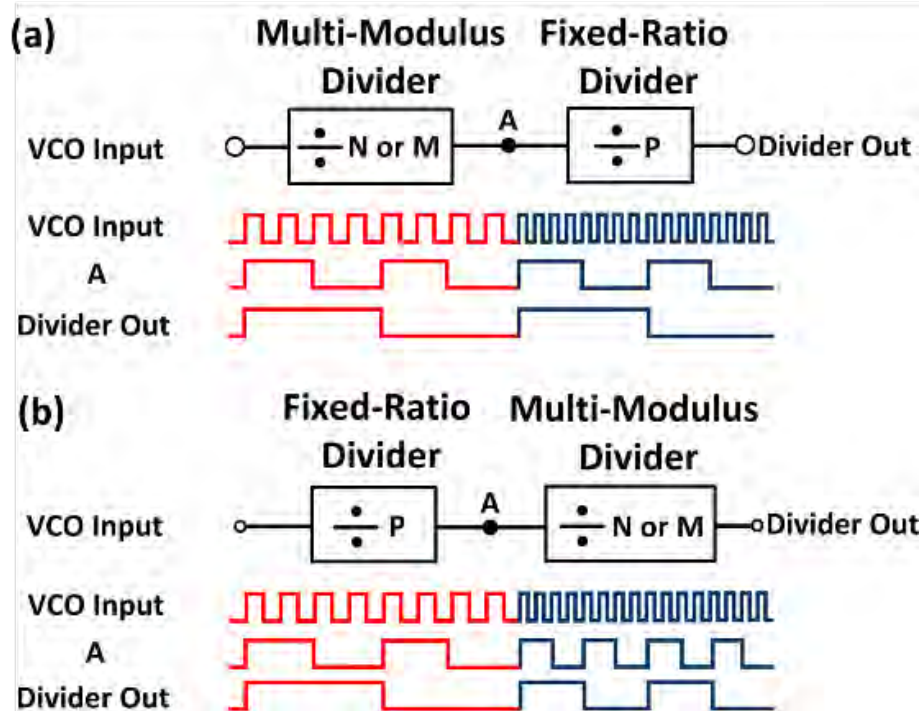 (a) Multi-Modulus Fixed-Ratio
Divider Divider
A
VCO Input ÷ N or M ÷ P Divider Out
VCO Input
A
Divider Out
(b) Fixed-Ratio Multi-Modulus
Divider Divider
A
VCO Input ÷ P ÷ N or M Divider Out
VCO Input
A
Divider Out